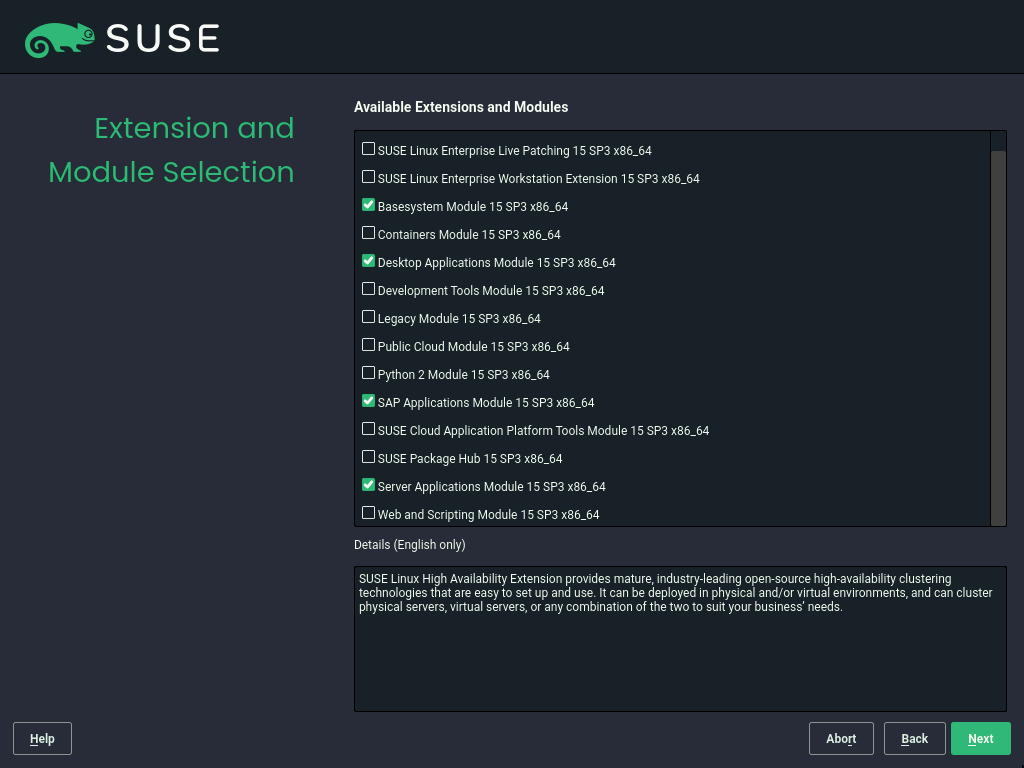 SUSE
Extension and
Module Selection
Available Extensions and Modules
SUSE Linux Enterprise Live Patching 15 SP3 x86_64
SUSE Linux Enterprise Workstation Extension 15 SP3 x86_64
Basesystem Module 15 SP3 x86_64
Containers Module 15 SP3 x86_64
Desktop Applications Module 15 SP3 x86_64
Development Tools Module 15 SP3 x86_64
Legacy Module 15 SP3 x86_64
Public Cloud Module 15 SP3 x86_64
Python 2 Module 15 SP3 x86_64
SAP Applications Module 15 SP3 x86_64
SUSE Cloud Application Platform Tools Module 15 SP3 x86_64
SUSE Package Hub 15 SP3 x86_64
Server Applications Module 15 SP3 x86_64
Web and Scripting Module 15 SP3 x86_64
Details (English only)
SUSE Linux High Availability Extension provides mature, industry-leading open-source high-availability clustering
technologies that are easy to set up and use. It can be deployed in physical and/or virtual environments, and can cluster
physical servers, virtual servers, or any combination of the two to suit your business’ needs.
Help
Abort
Back
Next